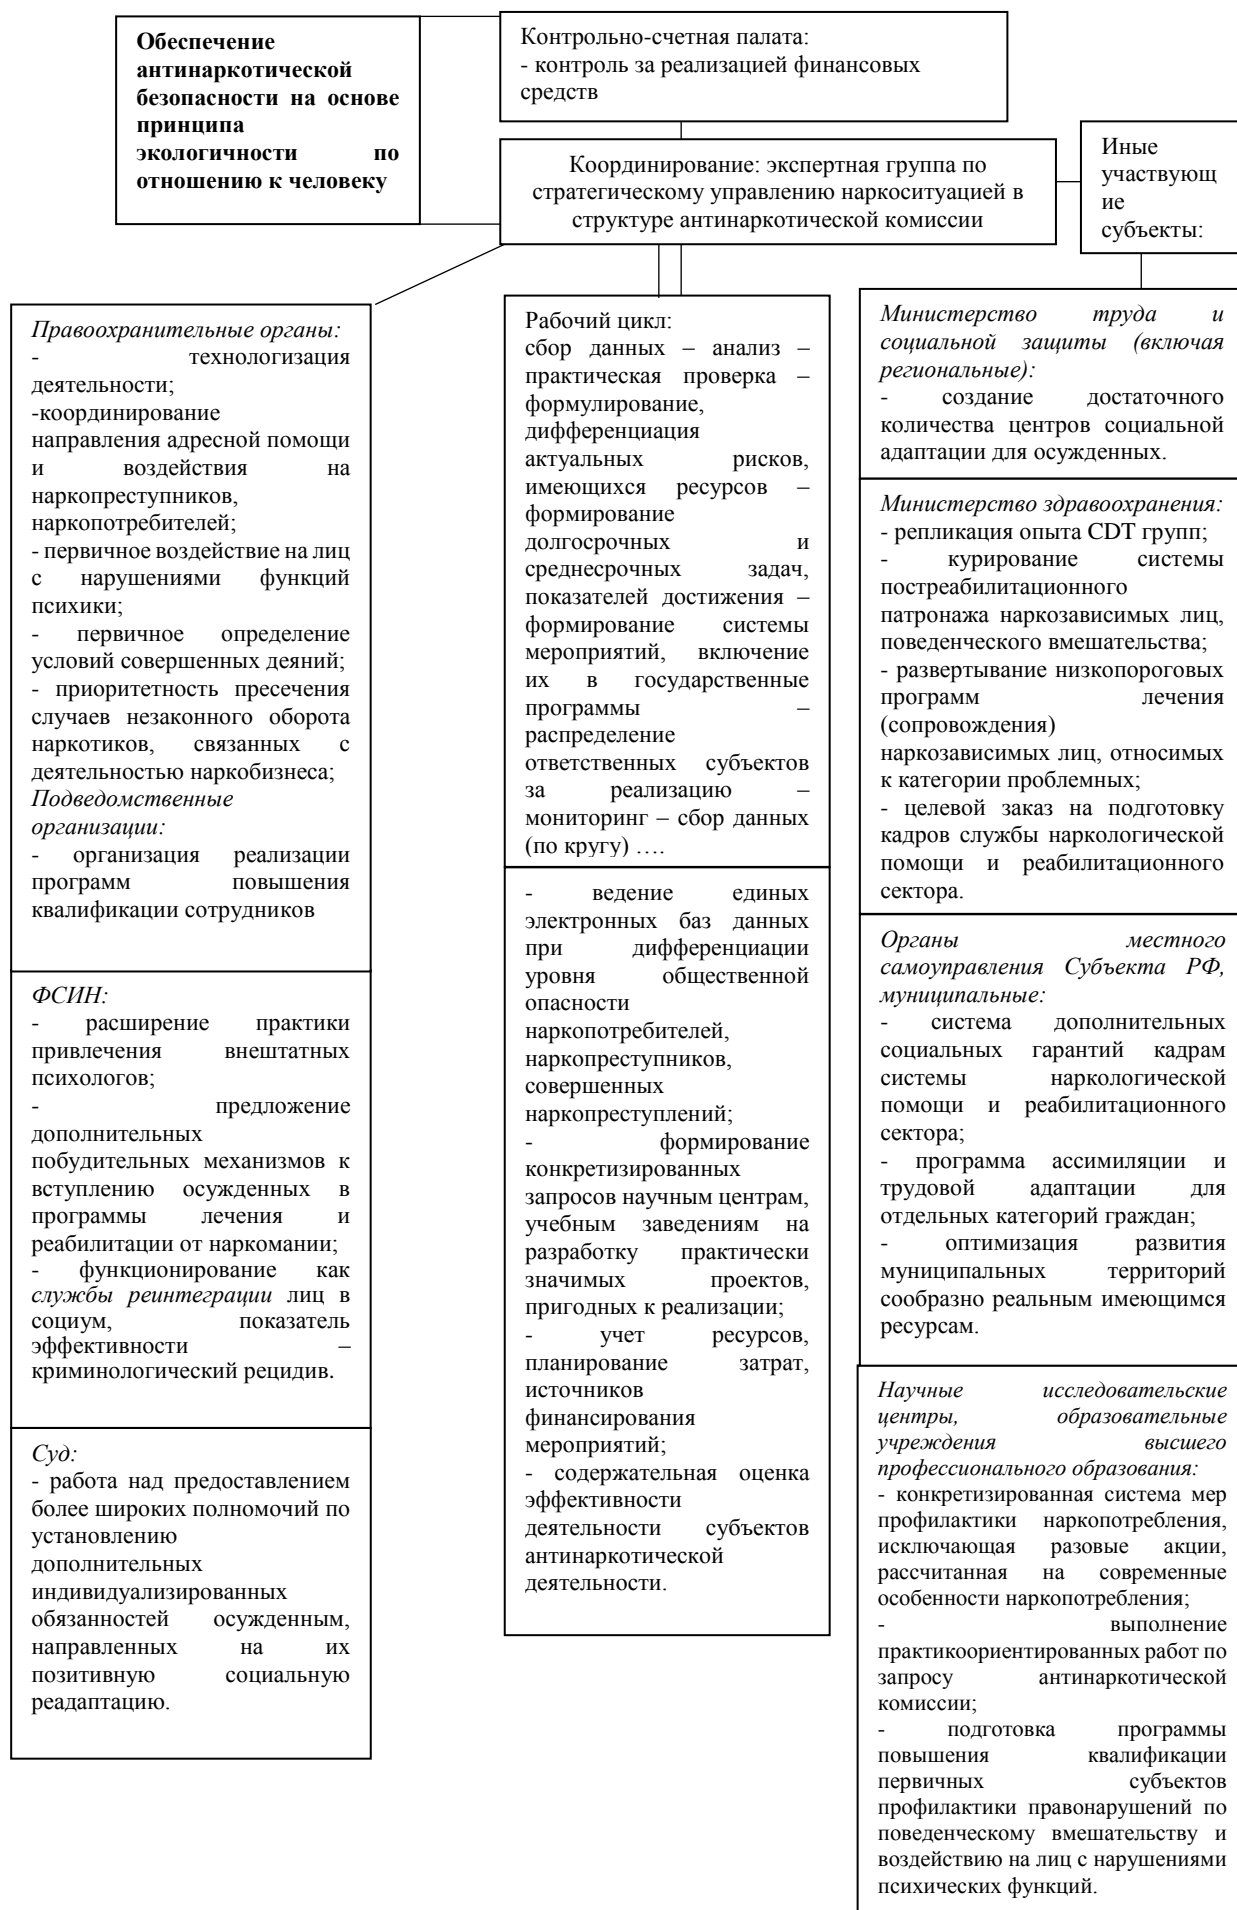 Обеспечение
антинаркотической
безопасности на основе
принципа
экологичности по
отношению к человеку
Контрольно-счетная палата:
- контроль за реализацией финансовых
средств
Координирование: экспертная группа по
стратегическому управлению наркоситуацией в
структуре антинаркотической комиссии
Иные
участвующ
ие
субъекты:
Правоохранительные органы:
- технологизация
деятельности;
-координирование
направления адресной помощи
и воздействия на
наркопреступников,
наркопотребителей;
- первичное воздействие на лиц
с нарушениями функций
психики;
- первичное определение
условий совершенных деяний;
- приоритетность пресечения
случаев незаконного оборота
наркотиков, связанных с
деятельностью наркобизнеса;
Подведомственные
организации:
- организация реализации
программ повышения
квалификации сотрудников
ФСИН:
- расширение практики
привлечения внештатных
психологов;
- предложение
дополнительных
побудительных механизмов к
вступлению осужденных в
программы лечения и
реабилитации от наркомании;
- функционирование как
службы реинтеграции лиц в
социум, показатель
эффективности –
криминологический рецидив.
Суд:
- работа над предоставлением
более широких полномочий по
установлению
дополнительных
индивидуализированных
обязанностей осужденным,
направленных на их
позитивную социальную
реадаптацию.
Рабочий цикл:
сбор данных – анализ –
практическая проверка –
формулирование,
дифференциация
актуальных рисков,
имеющихся ресурсов –
формирование
долгосрочных и
среднесрочных задач,
показателей достижения –
формирование системы
мероприятий, включение
их в государственные
программы –
распределение
ответственных субъектов
за реализацию –
мониторинг – сбор данных
(по кругу) ….
- ведение единых
электронных баз данных
при дифференциации
уровня общественной
опасности
наркопотребителей,
наркопреступников,
совершенных
наркопреступлений;
- формирование
конкретизированных
запросов научным центрам,
учебным заведениям на
разработку практически
значимых проектов,
пригодных к реализации;
- учет ресурсов,
планирование затрат,
источников
финансирования
мероприятий;
- содержательная оценка
эффективности
деятельности субъектов
антинаркотической
деятельности.
Министерство труда и
социальной защиты (включая
региональные):
- создание достаточного
количества центров социальной
адаптации для осужденных.
Министерство здравоохранения:
- репликация опыта CDT групп;
- курирование системы
постреабилитационного
патронажа наркозависимых лиц,
поведенческого вмешательства;
- развертывание низкопороговых
программ лечения
(сопровождения)
наркозависимых лиц, относимых
к категории проблемных;
- целевой заказ на подготовку
кадров службы наркологической
помощи и реабилитационного
сектора.
Органы местного
самоуправления Субъекта РФ,
муниципальные:
- система дополнительных
социальных гарантий кадрам
системы наркологической
помощи и реабилитационного
сектора;
- программа ассимиляции и
трудовой адаптации для
отдельных категорий граждан;
- оптимизация развития
муниципальных территорий
сообразно реальным имеющимся
ресурсам.
Научные исследовательские
центры, образовательные
учреждения высшего
профессионального образования:
- конкретизированная система мер
профилактики наркопотребления,
исключающая разовые акции,
рассчитанная на современные
особенности наркопотребления;
- выполнение
практикоориентированных работ по
запросу антинаркотической
комиссии;
- подготовка программы
повышения квалификации
первичных субъектов
профилактики правонарушений по
поведенческому вмешательству и
воздействию на лиц с нарушениями
психических функций.